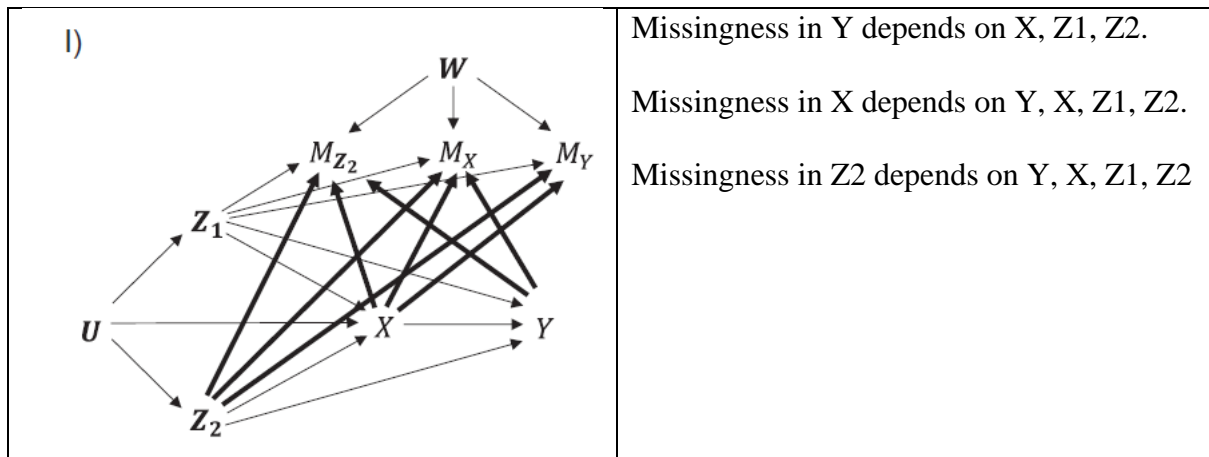 l)
W
M_{Z_2} M_X M_Y
Z_1
U X Y
Z_2
Missingness in Y depends on X, Z1, Z2.
Missingness in X depends on Y, X, Z1, Z2.
Missingness in Z2 depends on Y, X, Z1, Z2